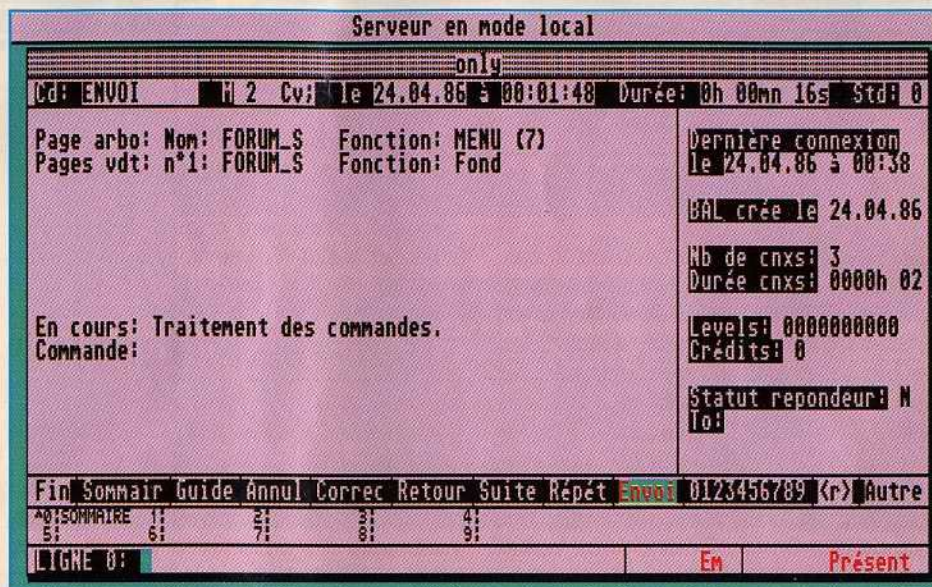 Serveur en mode local
only
Cd: ENVOI M 2 Cv; le 24.04.86 à 00:01:48 Durée: 0h 00mn 16s Std: 0
Page arbo: Nom: FORUM_S Fonction: MENU (7)
Pages vdt: n°1: FORUM_S Fonction: Fond
En cours: Traitement des commandes.
Commande:
Dernière connexion
le 24.04.86 à 00:38
BAL crée le 24.04.86
Nb de cnxs: 3
Durée cnxs: 0000h 02
Levels: 0000000000
Crédits: 0
Statut repondeur: N
To:
Fin Sommair Guide Annul Correc Retour Suite Répét Envoi 0123456789 <r> Autre
^0:SOMMAIRE 1: 2: 3: 4:
5: 6: 7: 8: 9:
LIGNE 0: Em Présent